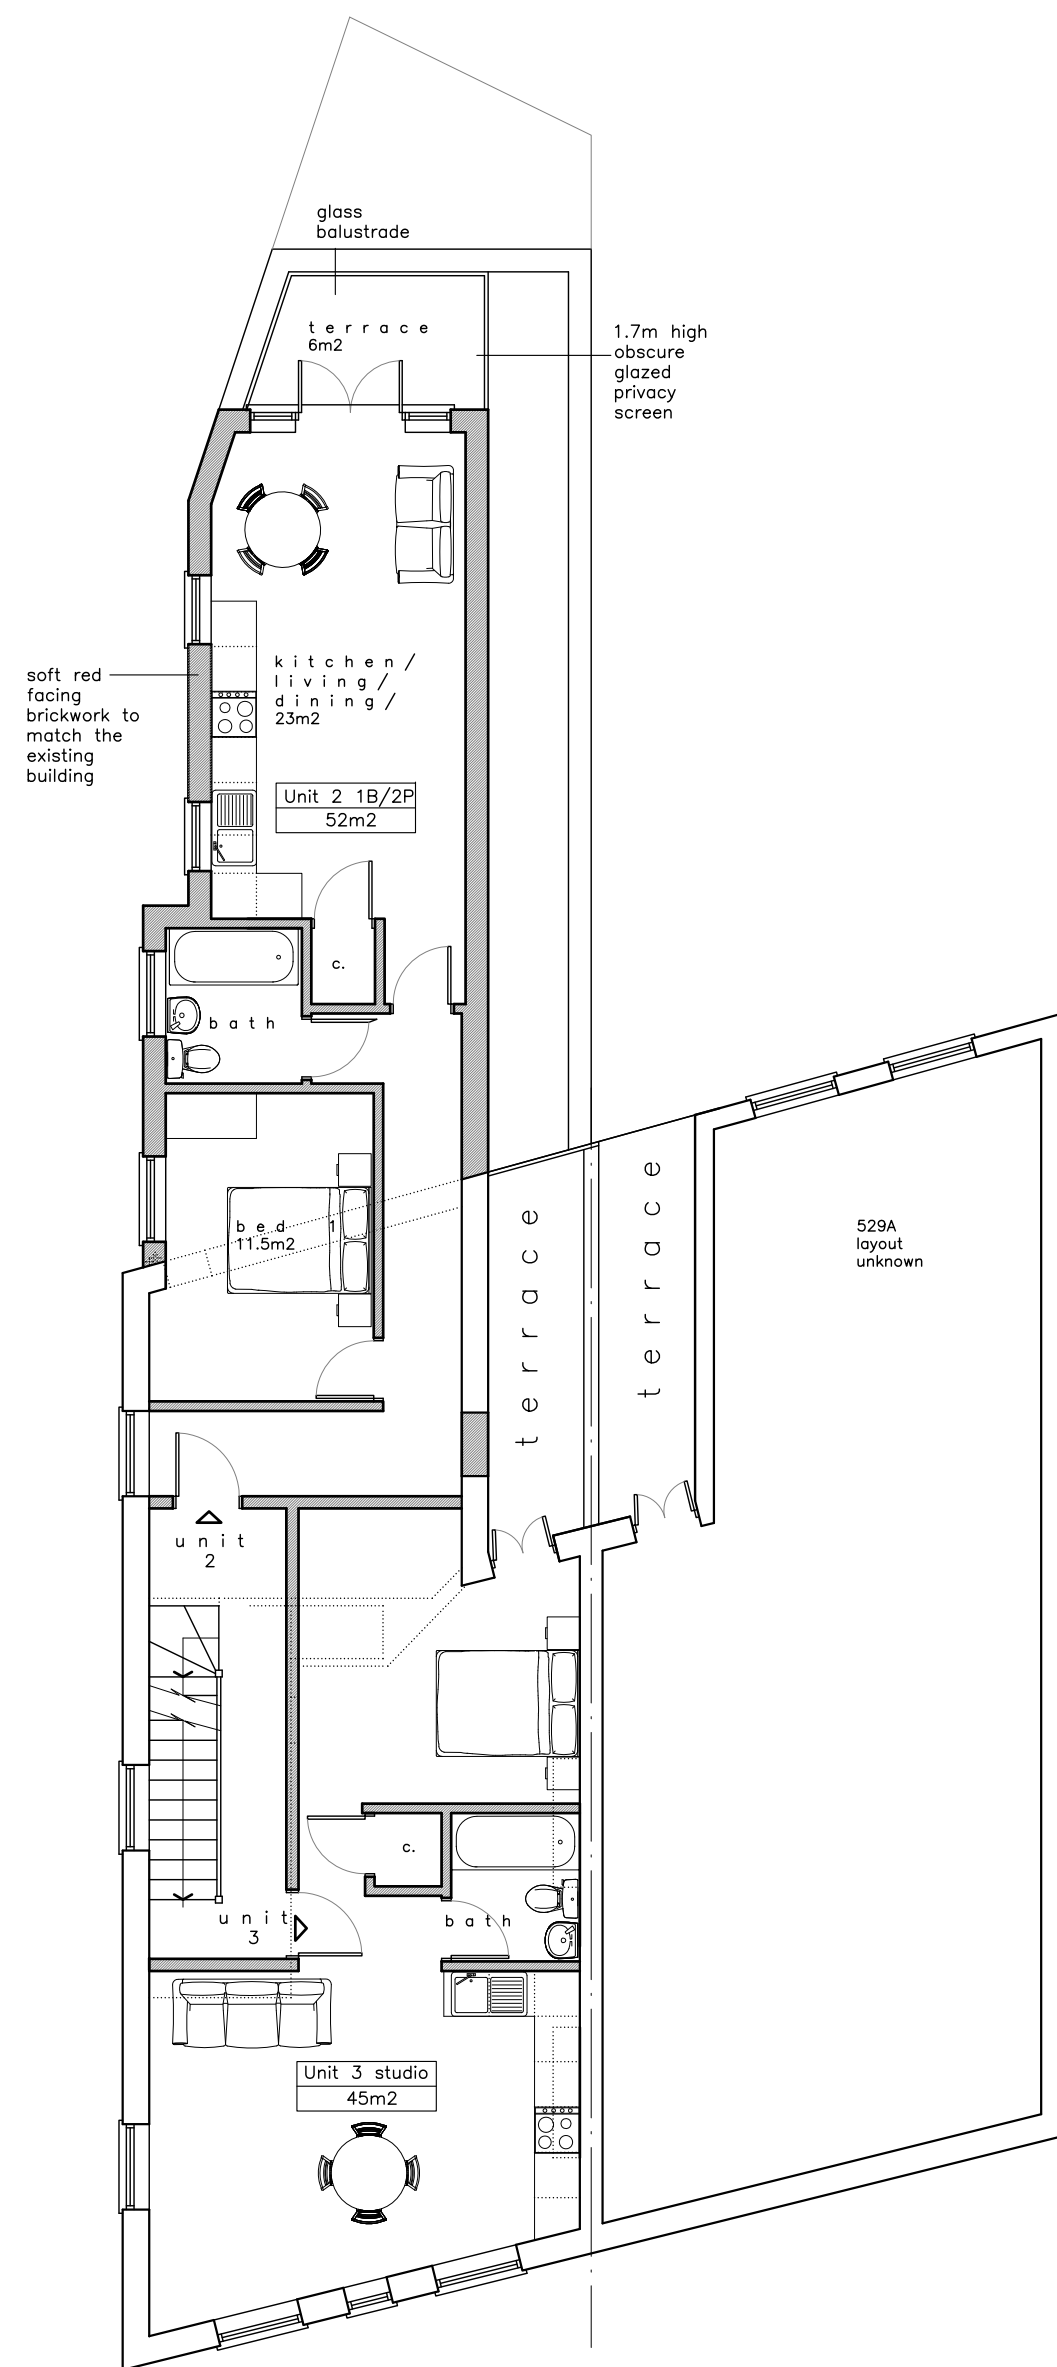 glass
balustrade
terrace
6m2
1.7m high
obscure
glazed
privacy
screen
soft red
facing
brickwork to
match the
existing
building
kitchen/
living/
dining/
23m2
Unit 2 1B/2P
52m2
c.
bath
bed 1
11.5m2
terrace
terrace
529A
layout
unknown
unit
2
c.
unit
3
bath
Unit 3 studio
45m2